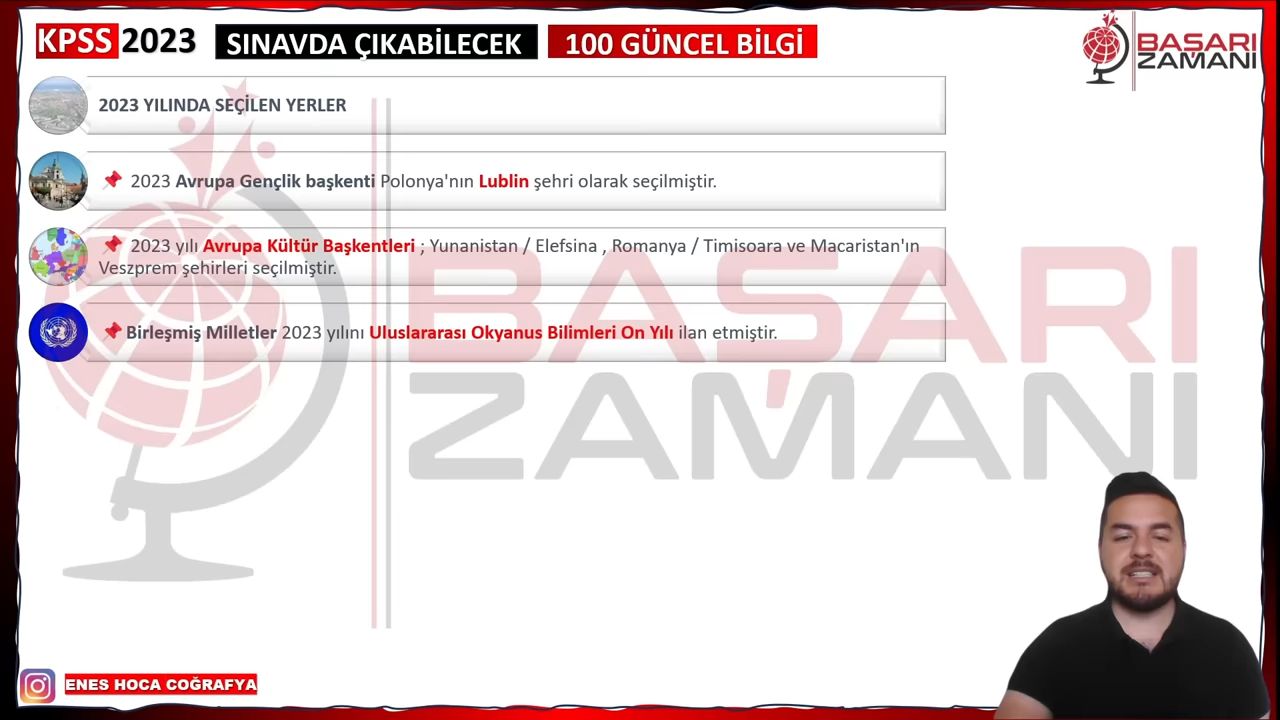 KPSS 2023 SINAVDA ÇIKABİLECEK 100 GÜNCEL BİLGİ
BAŞARI
ZAMANI
2023 YILINDA SEÇİLEN YERLER
2023 Avrupa Gençlik başkenti Polonya'nın Lublin şehri olarak seçilmiştir.
2023 yılı Avrupa Kültür Başkentleri ; Yunanistan / Elefsina , Romanya / Timisoara ve Macaristan'ın
Veszprem şehirleri seçilmiştir.
Birleşmiş Milletler 2023 yılını Uluslararası Okyanus Bilimleri On Yılı ilan etmiştir.
BAŞARI
ZAMANI
ENES HOCA COĞRAFYA